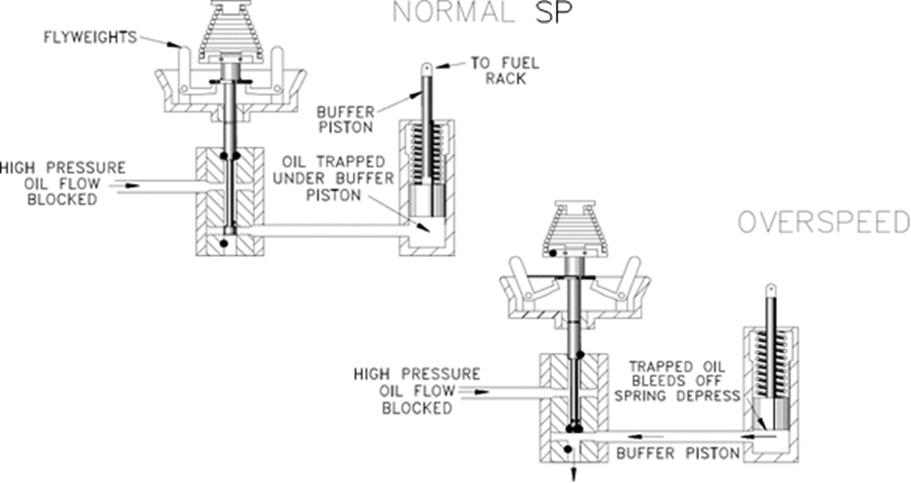 NORMAL SP
FLYWEIGHTS
TO FUEL
RACK
BUFFER
PISTON
HIGH PRESSURE
OIL FLOW
BLOCKED
OIL TRAPPED
UNDER BUFFER
PISTON
OVERSPEED
HIGH PRESSURE
OIL FLOW
BLOCKED
TRAPPED OIL
BLEEDS OFF
SPRING DEPRESS
BUFFER PISTON